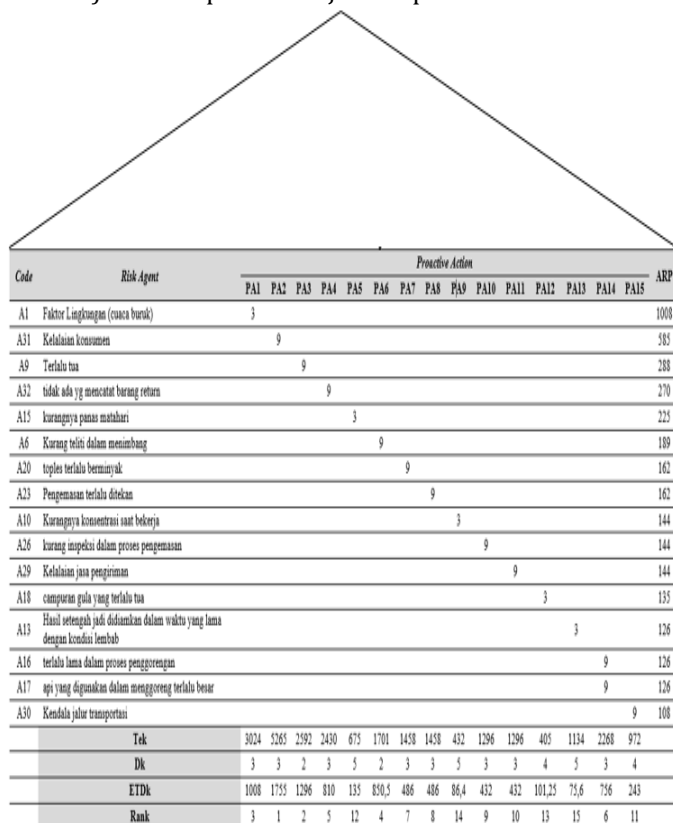 Code Risk Agent Proactive Action ARP
PA1 PA2 PA3 PA4 PA5 PA6 PA7 PA8 PA9 PA10 PA11 PA12 PA13 PA14 PA15
A1 Faktor Lingkungan (cuaca buruk) 3 1008
A31 Kelalaian konsumen 9 585
A9 Terlalu tua 9 288
A32 tidak ada yg mencatat barang return 9 270
A15 kurangnya panas matahari 3 225
A6 Kurang teliti dalam menimbang 9 189
A20 toples terlalu berminyak 9 162
A23 Pengemasan terlalu ditekan 9 162
A10 Kurangnya konsentrasi saat bekerja 3 144
A26 kurang inspeksi dalam proses pengemasan 9 144
A29 Kelalaian jasa pengiriman 9 144
A18 campuran gula yang terlalu tua 3 135
A13 Hasil setengah jadi didiamkan dalam waktu yang lama
dengan kondisi lembab 3 126
A16 terlalu lama dalam proses penggorengan 9 126
A17 api yang digunakan dalam menggoreng terlalu besar 9 126
A30 Kendala jalur transportasi 9 108
Tek 3024 5265 2592 2430 675 1701 1458 1458 432 1296 1296 405 1134 2268 972
Dk 3 3 2 3 5 2 3 3 5 3 3 4 5 3 4
ETDk 1008 1755 1296 810 135 850,5 486 486 86,4 432 432 101,25 75,6 756 243
Rank 3 1 2 5 12 4 7 8 14 9 10 13 15 6 11